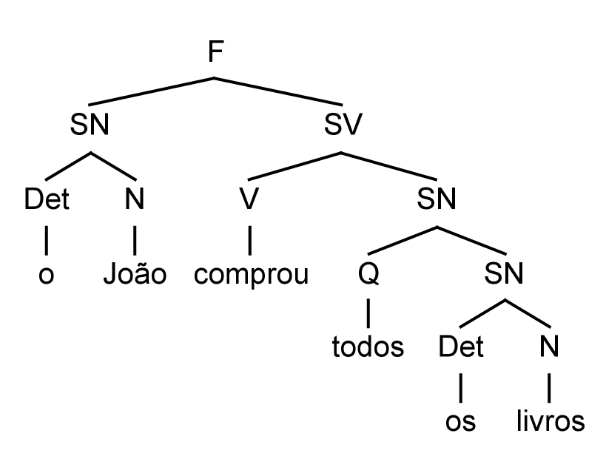 F
SN SV
Det N V SN
o João comprou Q SN
todos Det N
os livros